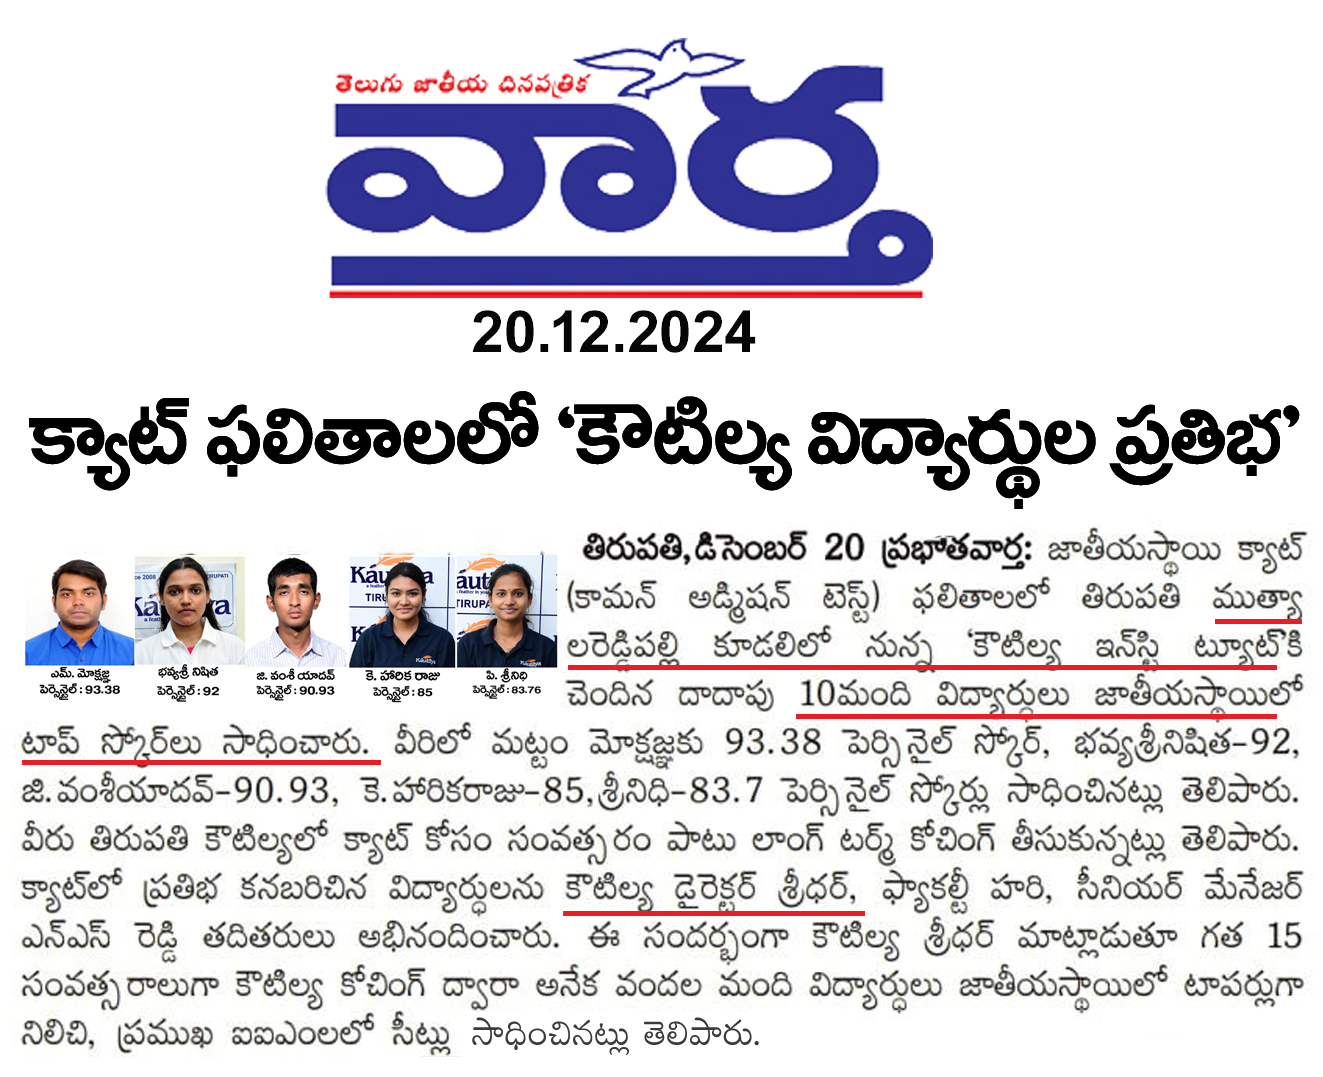 తెలుగు జాతీయ దినపత్రిక
వార్త
20.12.2024
క్యాట్ ఫలితాలలో ‘కౌటిల్య విద్యార్థుల ప్రతిభ’
ఎమ్. మోక్షజ్ఞ
పెర్సెన్టైల్ : 93.38
భవ్యశ్రీ నిషిత
పెర్సెన్టైల్ : 92
జి. వంశీ యాదవ్
పెర్సెన్టైల్ : 90.93
కె. హారిక రాజు
పెర్సెన్టైల్ : 85
పి. శ్రీనిధి
పెర్సెన్టైల్ : 83.76
తిరుపతి,డిసెంబర్ 20 ప్రభాతవార్త: జాతీయస్థాయి క్యాట్
(కామన్ అడ్మిషన్ టెస్ట్) ఫలితాలలో తిరుపతి ముత్యా
లరెడ్డిపల్లి కూడలిలో నున్న ‘కౌటిల్య ఇన్‌స్టి ట్యూట్‌’కి
చెందిన దాదాపు 10మంది విద్యార్థులు జాతీయస్థాయిలో
టాప్ స్కోర్‌లు సాధించారు. వీరిలో మట్టం మోక్షజ్ఞకు 93.38 పెర్సినైల్ స్కోర్, భవ్యశ్రీనిషిత-92,
జి.వంశీయాదవ్-90.93, కె.హారికరాజు-85,శ్రీనిధి-83.7 పెర్సినైల్ స్కోర్లు సాధించినట్లు తెలిపారు.
వీరు తిరుపతి కౌటిల్యలో క్యాట్ కోసం సంవత్సరం పాటు లాంగ్ టర్మ్ కోచింగ్ తీసుకున్నట్లు తెలిపారు.
క్యాట్‌లో ప్రతిభ కనబరిచిన విద్యార్థులను కౌటిల్య డైరెక్టర్ శ్రీధర్, ఫ్యాకల్టీ హరి, సీనియర్ మేనేజర్
ఎన్ఎస్ రెడ్డి తదితరులు అభినందించారు. ఈ సందర్భంగా కౌటిల్య శ్రీధర్ మాట్లాడుతూ గత 15
సంవత్సరాలుగా కౌటిల్య కోచింగ్ ద్వారా అనేక వందల మంది విద్యార్థులు జాతీయస్థాయిలో టాపర్లుగా
నిలిచి, ప్రముఖ ఐఐఎంలలో సీట్లు సాధించినట్లు తెలిపారు.